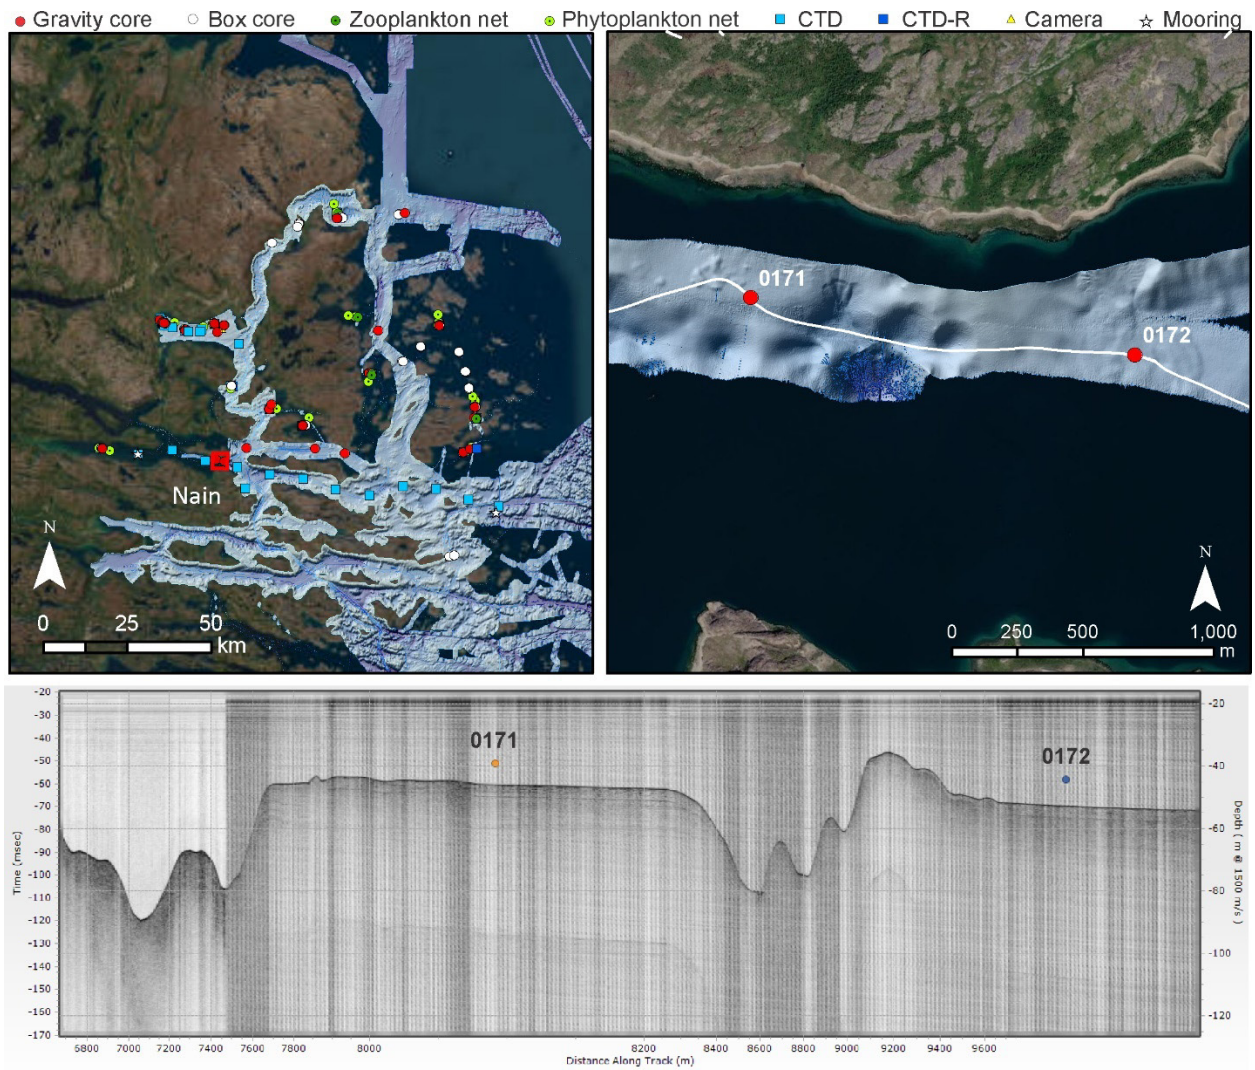 Gravity core Box core Zooplankton net Phytoplankton net CTD CTD-R Camera Mooring
Nain
N
0 25 50
km
0171
0172
N
0 250 500 1,000
m
-20
-30
-40
-50
-60
-70
-80
-90
-100
-110
-120
-130
-140
-150
-160
-170
Time (msec)
0171
0172
-20
-40
-60
-80
-100
-120
Depth ( m @ 1500 m/s )
6800 7000 7200 7400 7600 7800 8000 8200 8400 8600 8800 9000 9200 9400 9600
Distance Along Track (m)